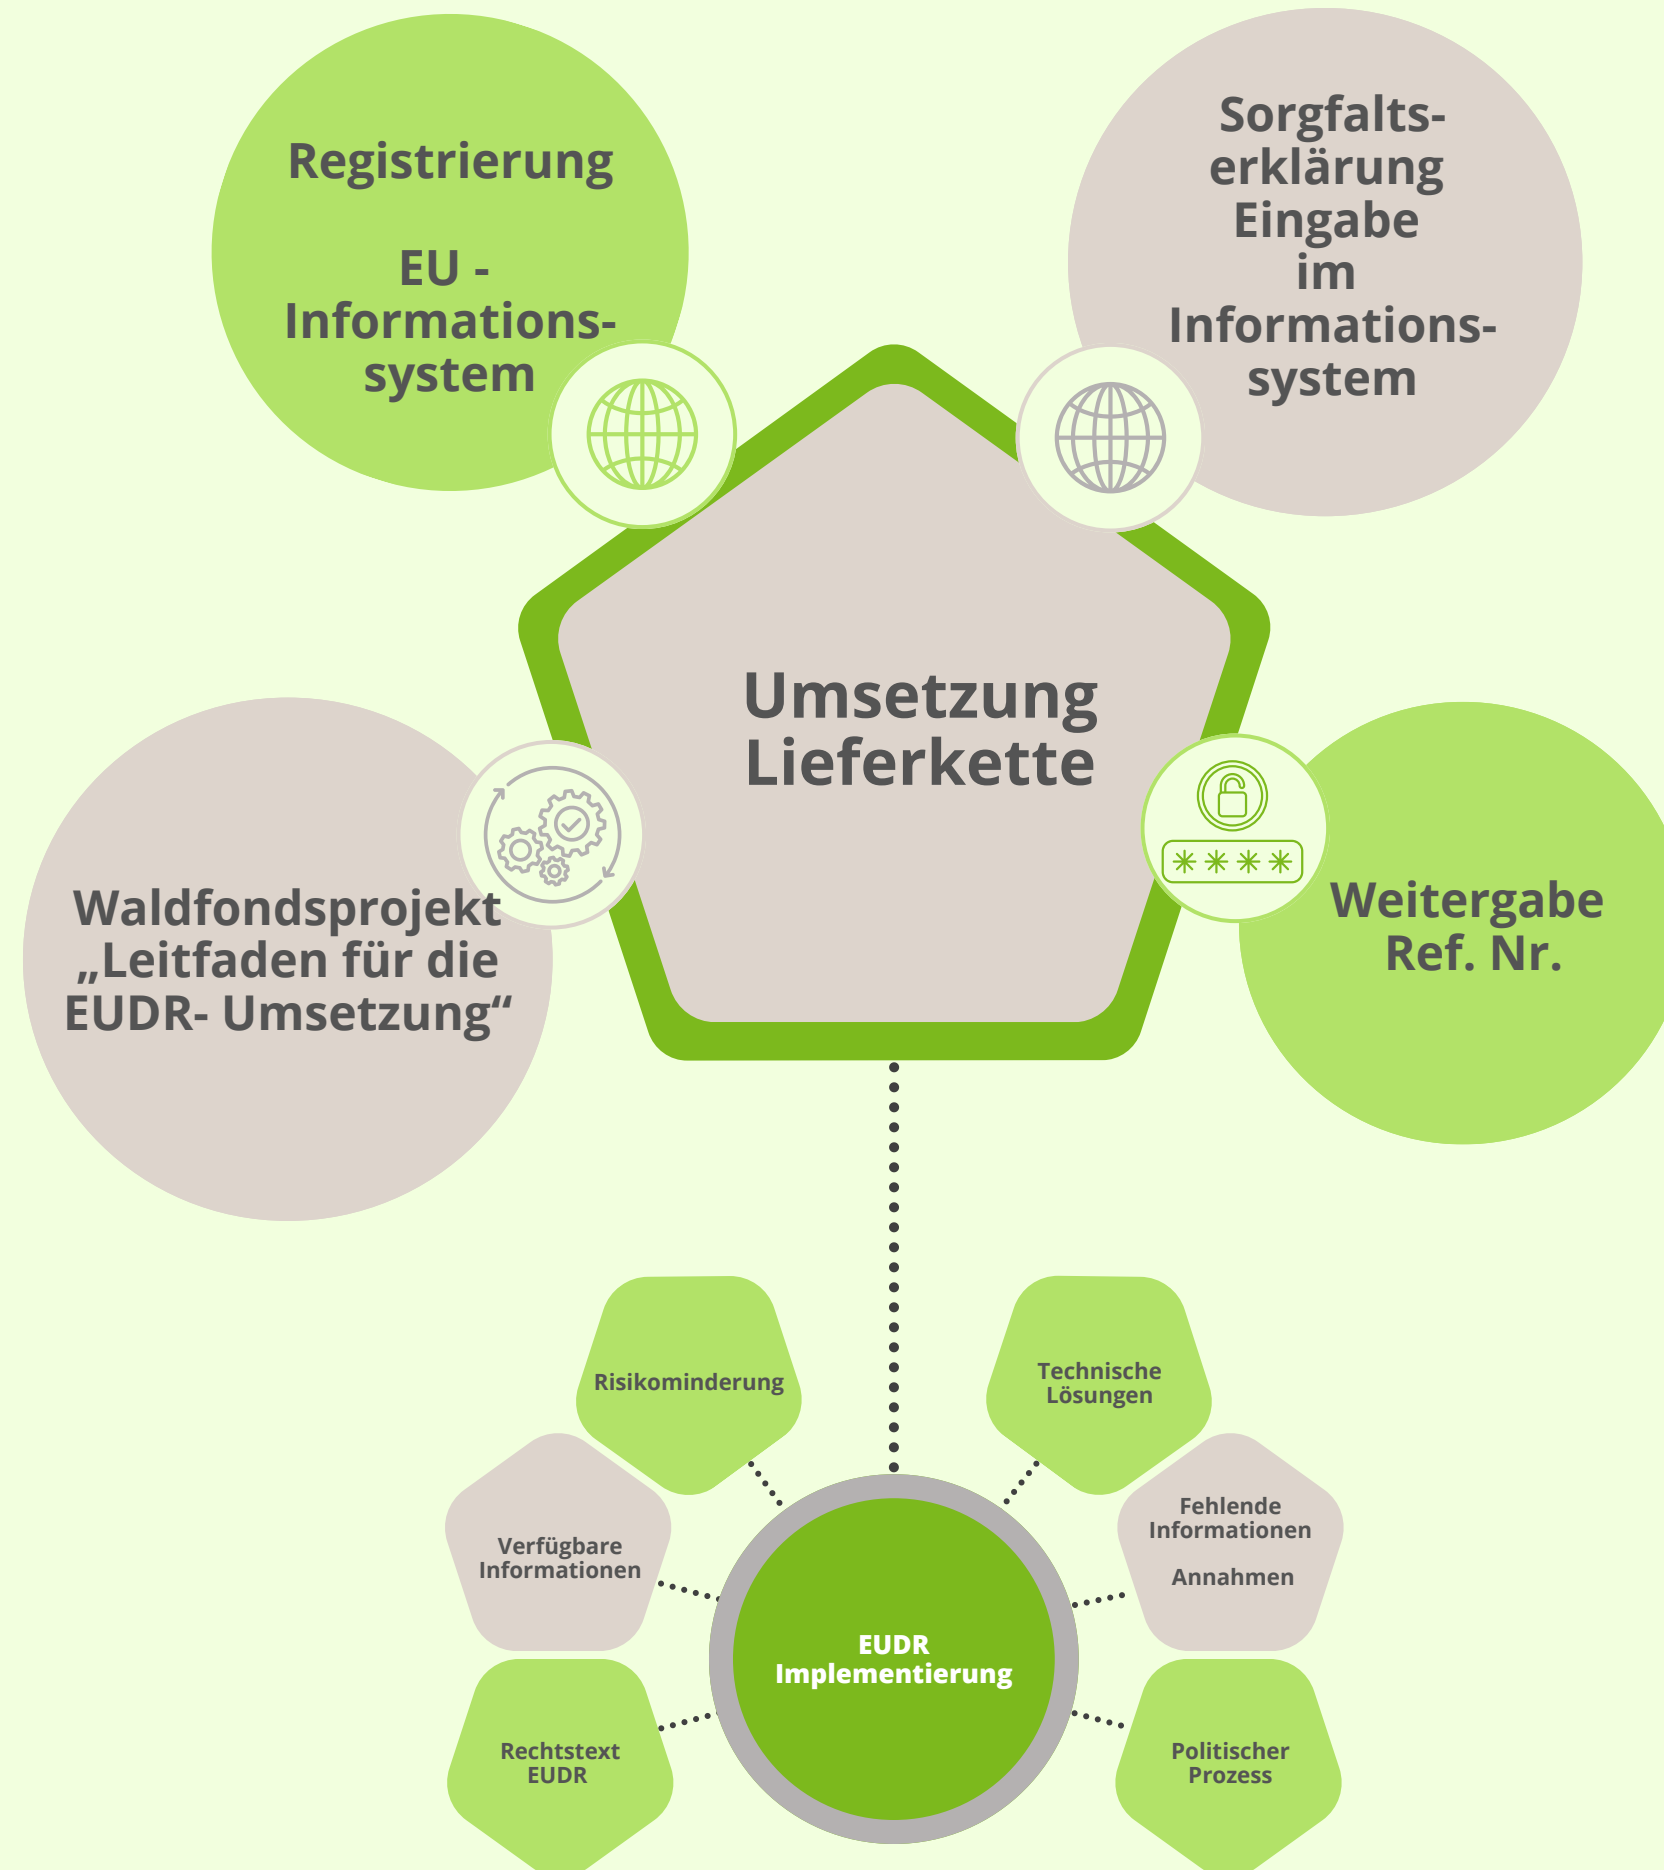 Registrierung
EU -
Informations-
system
Sorgfalts-
erklärung
Eingabe
im
Informations-
system
Umsetzung
Lieferkette
Waldfondsprojekt
„Leitfaden für die
EUDR- Umsetzung“
Weitergabe
Ref. Nr.
Risikominderung
Technische
Lösungen
Verfügbare
Informationen
Fehlende
Informationen
Annahmen
EUDR
Implementierung
Rechtstext
EUDR
Politischer
Prozess